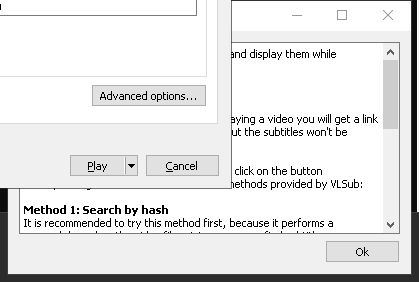 and display them while
Advanced options...
aying a video you will get a link
ut the subtitles won't be
Play
Cancel
click on the button
methods provided by VLSub:
Method 1: Search by hash
It is recommended to try this method first, because it performs a
Ok